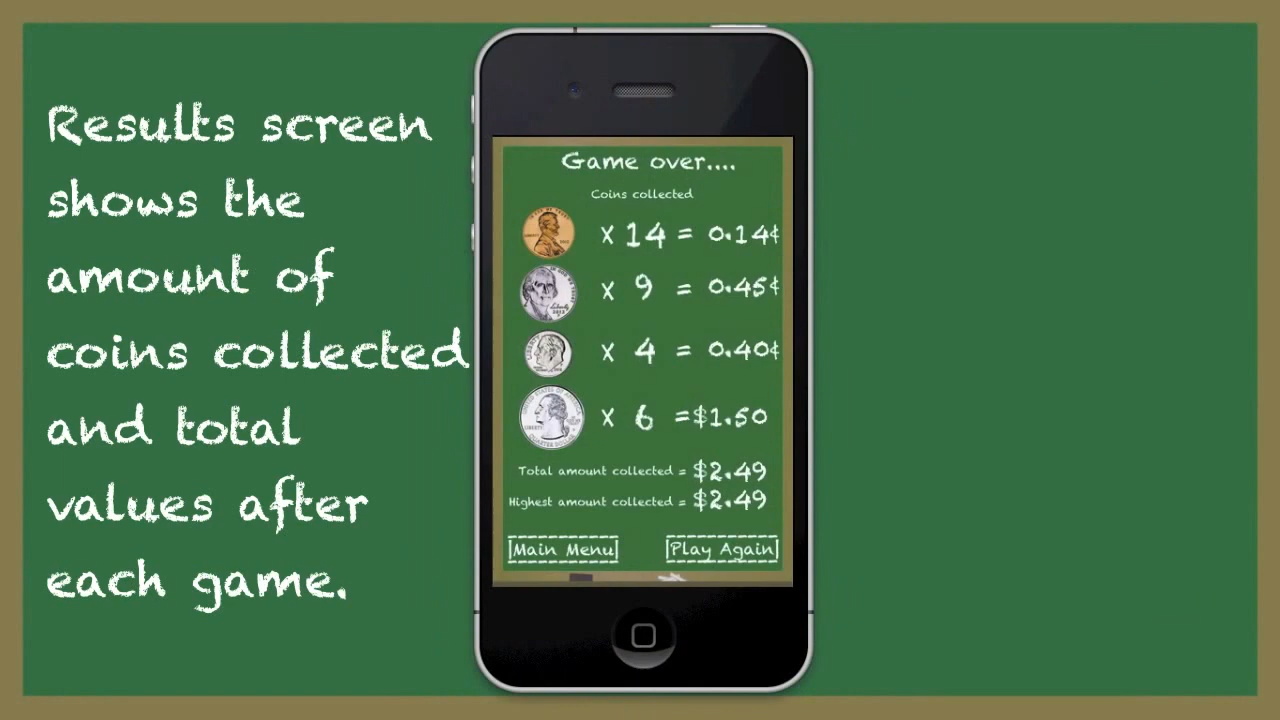 Results screen
shows the
amount of
coins collected
and total
values after
each game.
Game over....
Coins collected
x 14 = 0.14¢
x 9 = 0.45¢
x 4 = 0.40¢
x 6 =$1.50
Total amount collected = $2.49
Highest amount collected = $2.49
Main Menu
Play Again